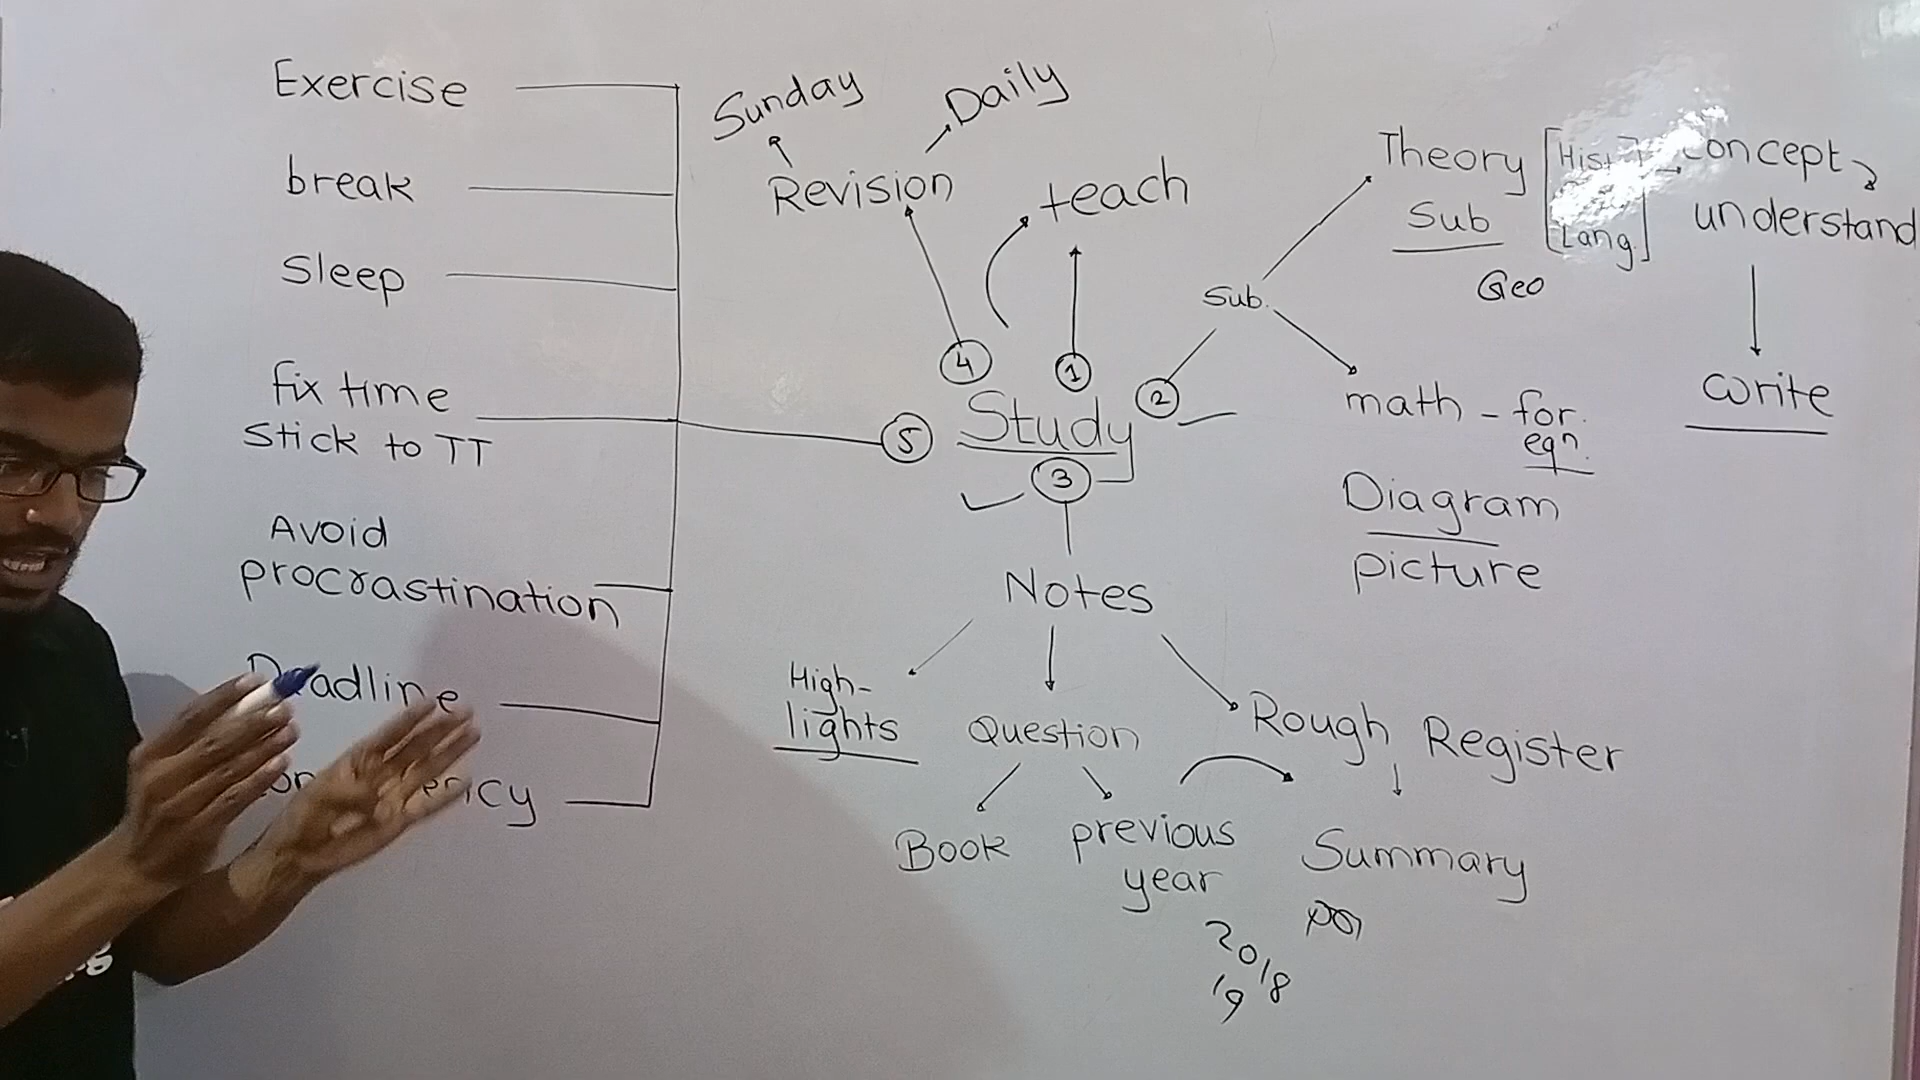 Exercise
break
Sleep
fix time
Stick to TT
Avoid
procrastination
Deadline
Sunday
Daily
Revision
teach
4
1
2
5
Study
3
Sub.
Theory
Sub
Hist
Lang.
Geo
concept
understand
write
math - for.
eqn.
Diagram
picture
Notes
High-
lights
Question
Rough Register
Book
previous
year
Summary
2018
19